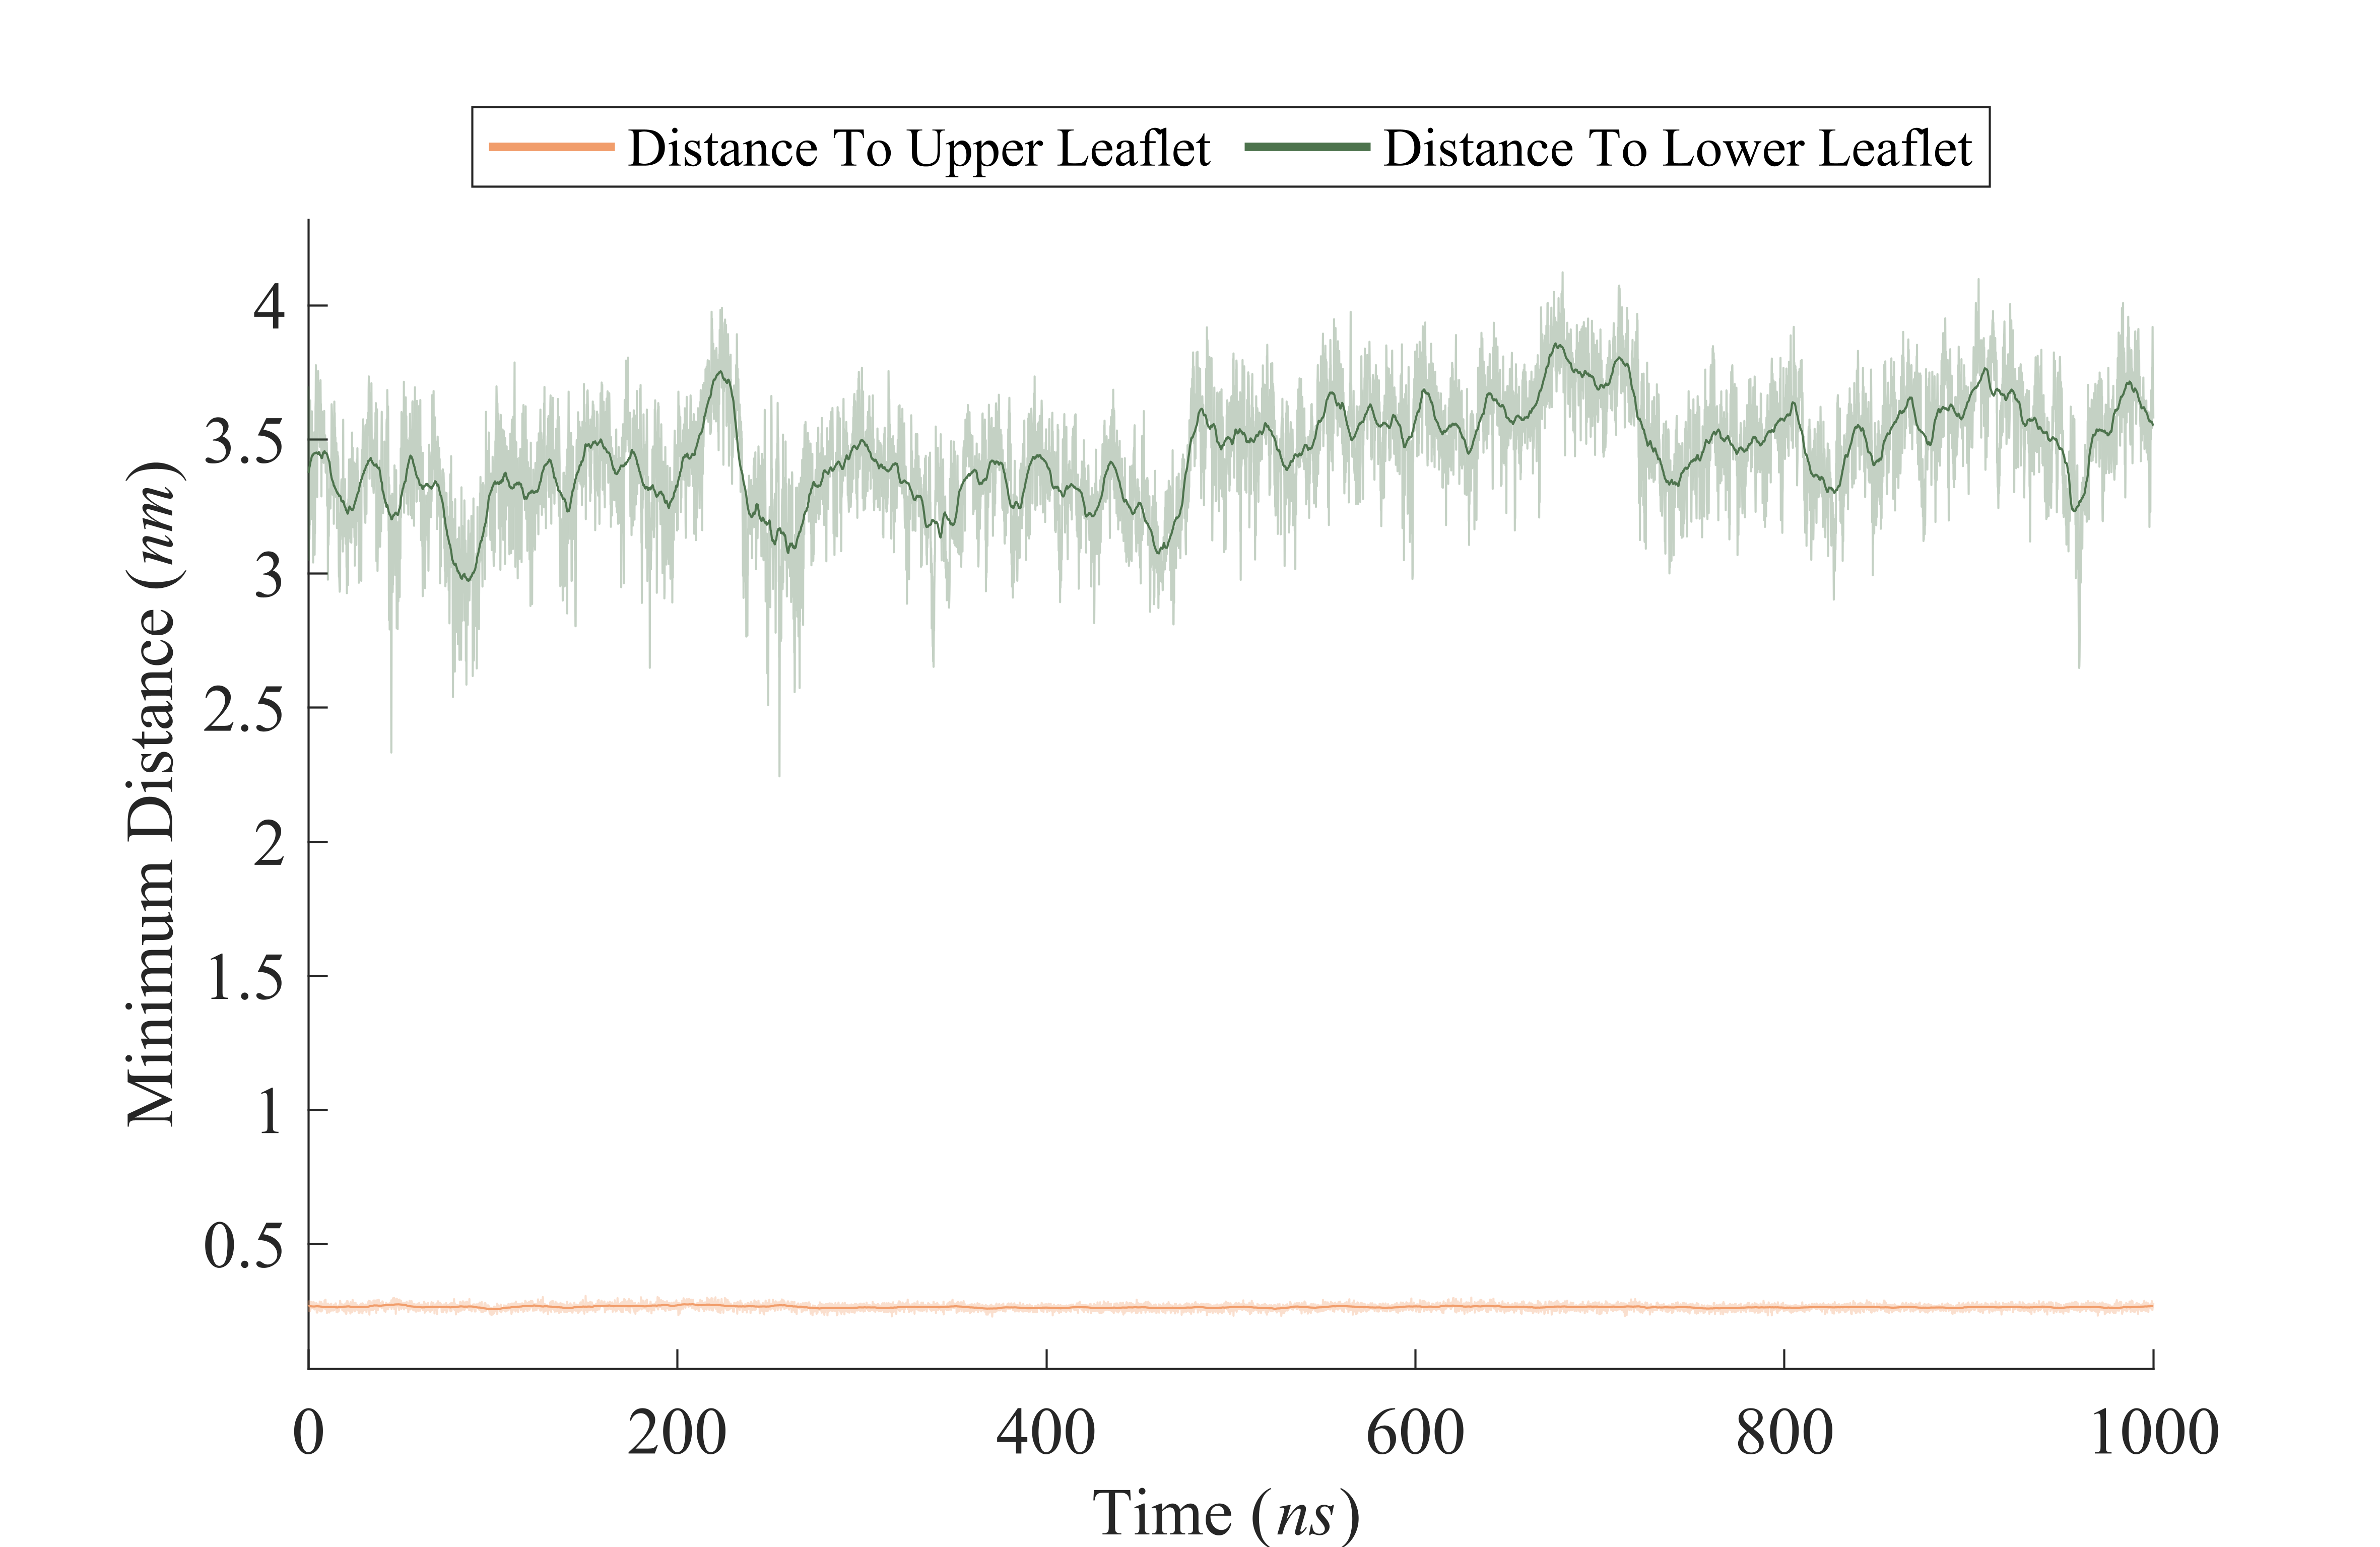 Distance To Upper Leaflet Distance To Lower Leaflet
Minimum Distance (nm)
4
3.5
3
2.5
2
1.5
1
0.5
0 200 400 600 800 1000
Time (ns)